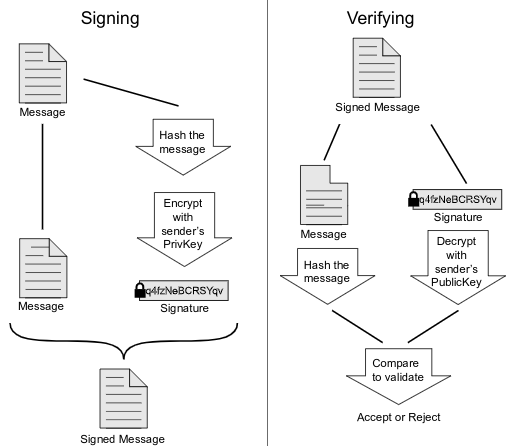 Signing
Message
Hash the
message
Encrypt
with
sender's
PrivKey
Message
q4fzNeBCRSYqv
Signature
Signed Message
Verifying
Signed Message
Message
q4fzNeBCRSYqv
Signature
Hash the
message
Decrypt
with
sender's
PublicKey
Compare
to validate
Accept or Reject